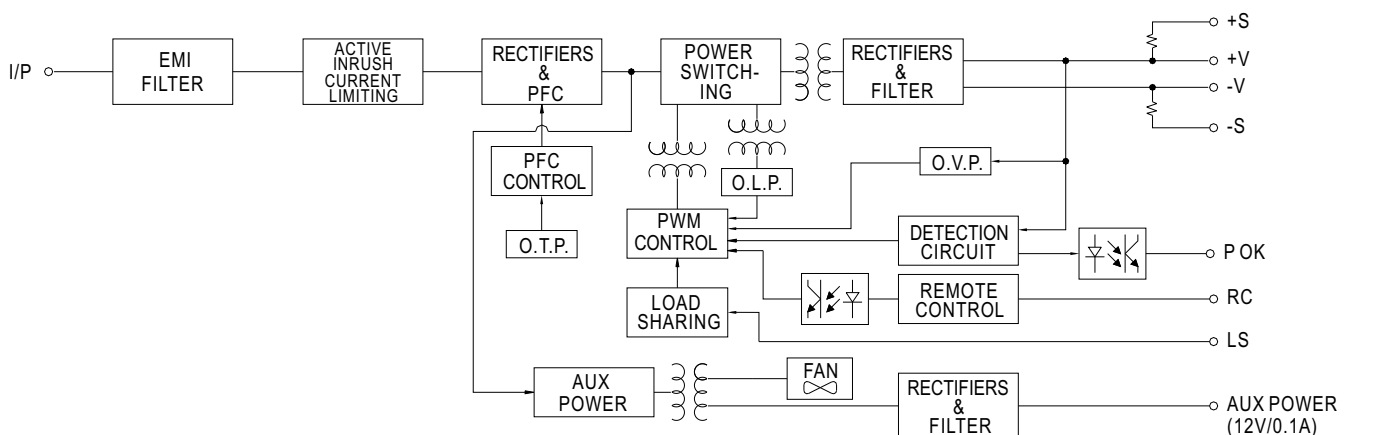 I/P
EMI
FILTER
ACTIVE
INRUSH
CURRENT
LIMITING
RECTIFIERS
&
PFC
POWER
SWITCH-
ING
RECTIFIERS
&
FILTER
+S
+V
-V
-S
PFC
CONTROL
O.T.P.
O.L.P.
O.V.P.
PWM
CONTROL
DETECTION
CIRCUIT
P OK
LOAD
SHARING
REMOTE
CONTROL
RC
LS
AUX
POWER
FAN
RECTIFIERS
&
FILTER
AUX POWER
(12V/0.1A)